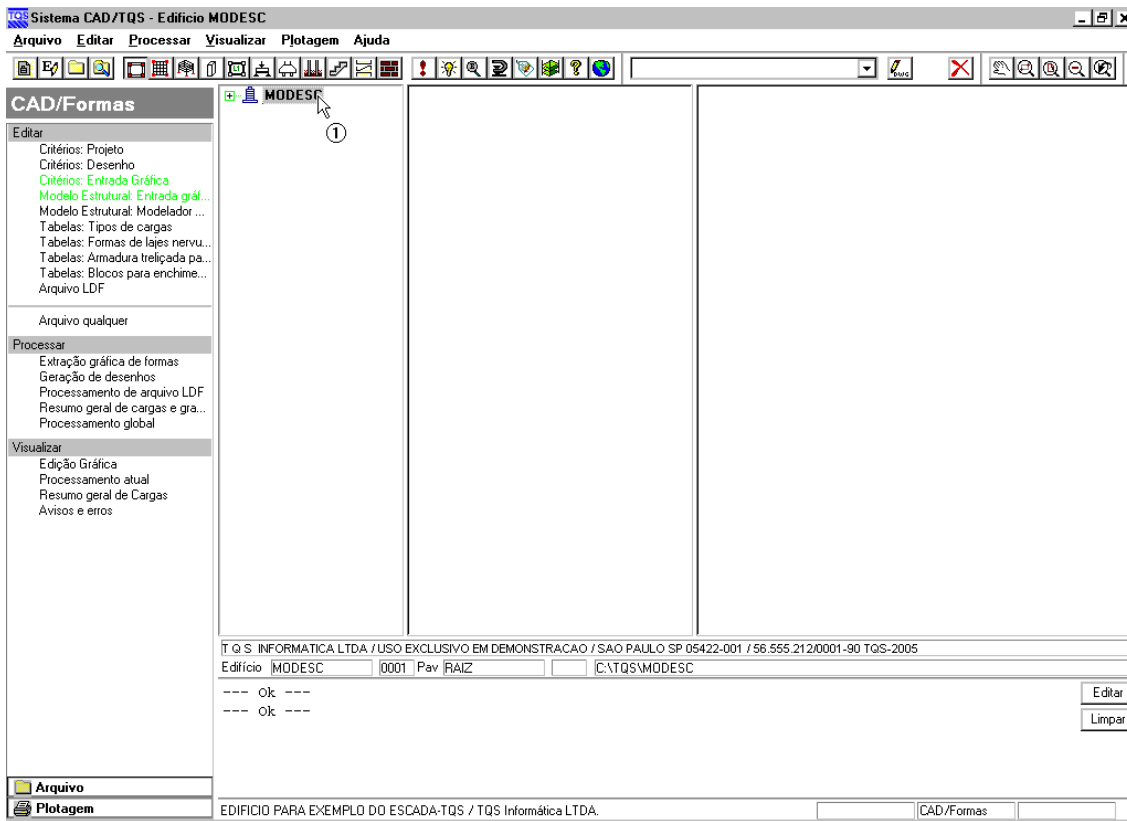 TQS Sistema CAD/TQS - Edificio MODESC
Arquivo Editar Processar Visualizar Plotagem Ajuda
DWG
CAD/Formas
Editar
Critérios: Projeto
Critérios: Desenho
Critérios: Entrada Gráfica
Modelo Estrutural: Entrada gráf...
Modelo Estrutural: Modelador ...
Tabelas: Tipos de cargas
Tabelas: Formas de lajes nervu...
Tabelas: Armadura treliçada pa...
Tabelas: Blocos para enchime...
Arquivo LDF
Arquivo qualquer
Processar
Extração gráfica de formas
Geração de desenhos
Processamento de arquivo LDF
Resumo geral de cargas e gra...
Processamento global
Visualizar
Edição Gráfica
Processamento atual
Resumo geral de Cargas
Avisos e erros
Arquivo
Plotagem
MODESC
1
T Q S INFORMATICA LTDA / USO EXCLUSIVO EM DEMONSTRACAO / SAO PAULO SP 05422-001 / 56.555.212/0001-90 TQS-2005
Edifício MODESC 0001 Pav RAIZ C:\TQS\MODESC
--- Ok ---
--- Ok ---
Editar
Limpar
EDIFICIO PARA EXEMPLO DO ESCADA-TQS / TQS Informática LTDA. CAD/Formas